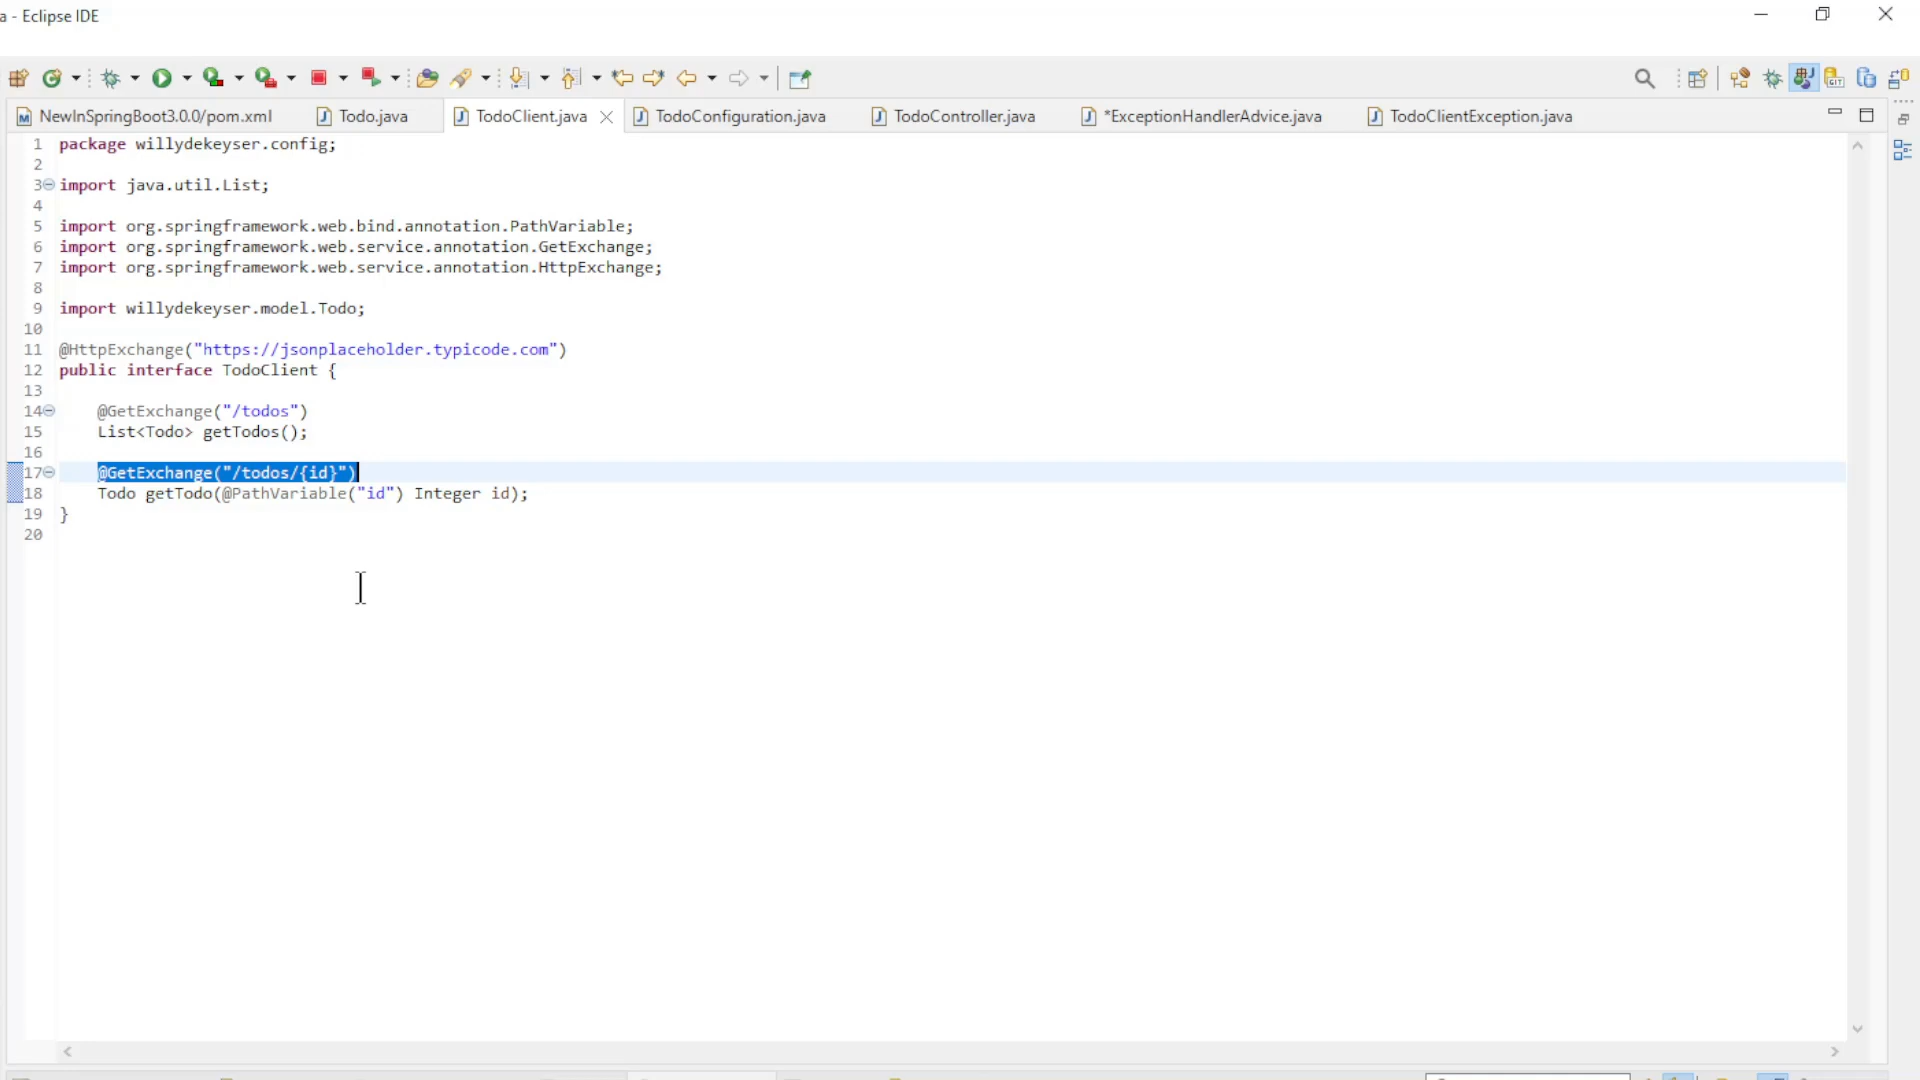 a - Eclipse IDE
NewInSpringBoot3.0.0/pom.xml
Todo.java
TodoClient.java
TodoConfiguration.java
TodoController.java
*ExceptionHandlerAdvice.java
TodoClientException.java
1 package willydekeyser.config;
2
3 import java.util.List;
4
5 import org.springframework.web.bind.annotation.PathVariable;
6 import org.springframework.web.service.annotation.GetExchange;
7 import org.springframework.web.service.annotation.HttpExchange;
8
9 import willydekeyser.model.Todo;
10
11 @HttpExchange("https://jsonplaceholder.typicode.com")
12 public interface TodoClient {
13
14 @GetExchange("/todos")
15 List<Todo> getTodos();
16
17 @GetExchange("/todos/{id}")
18 Todo getTodo(@PathVariable("id") Integer id);
19 }
20